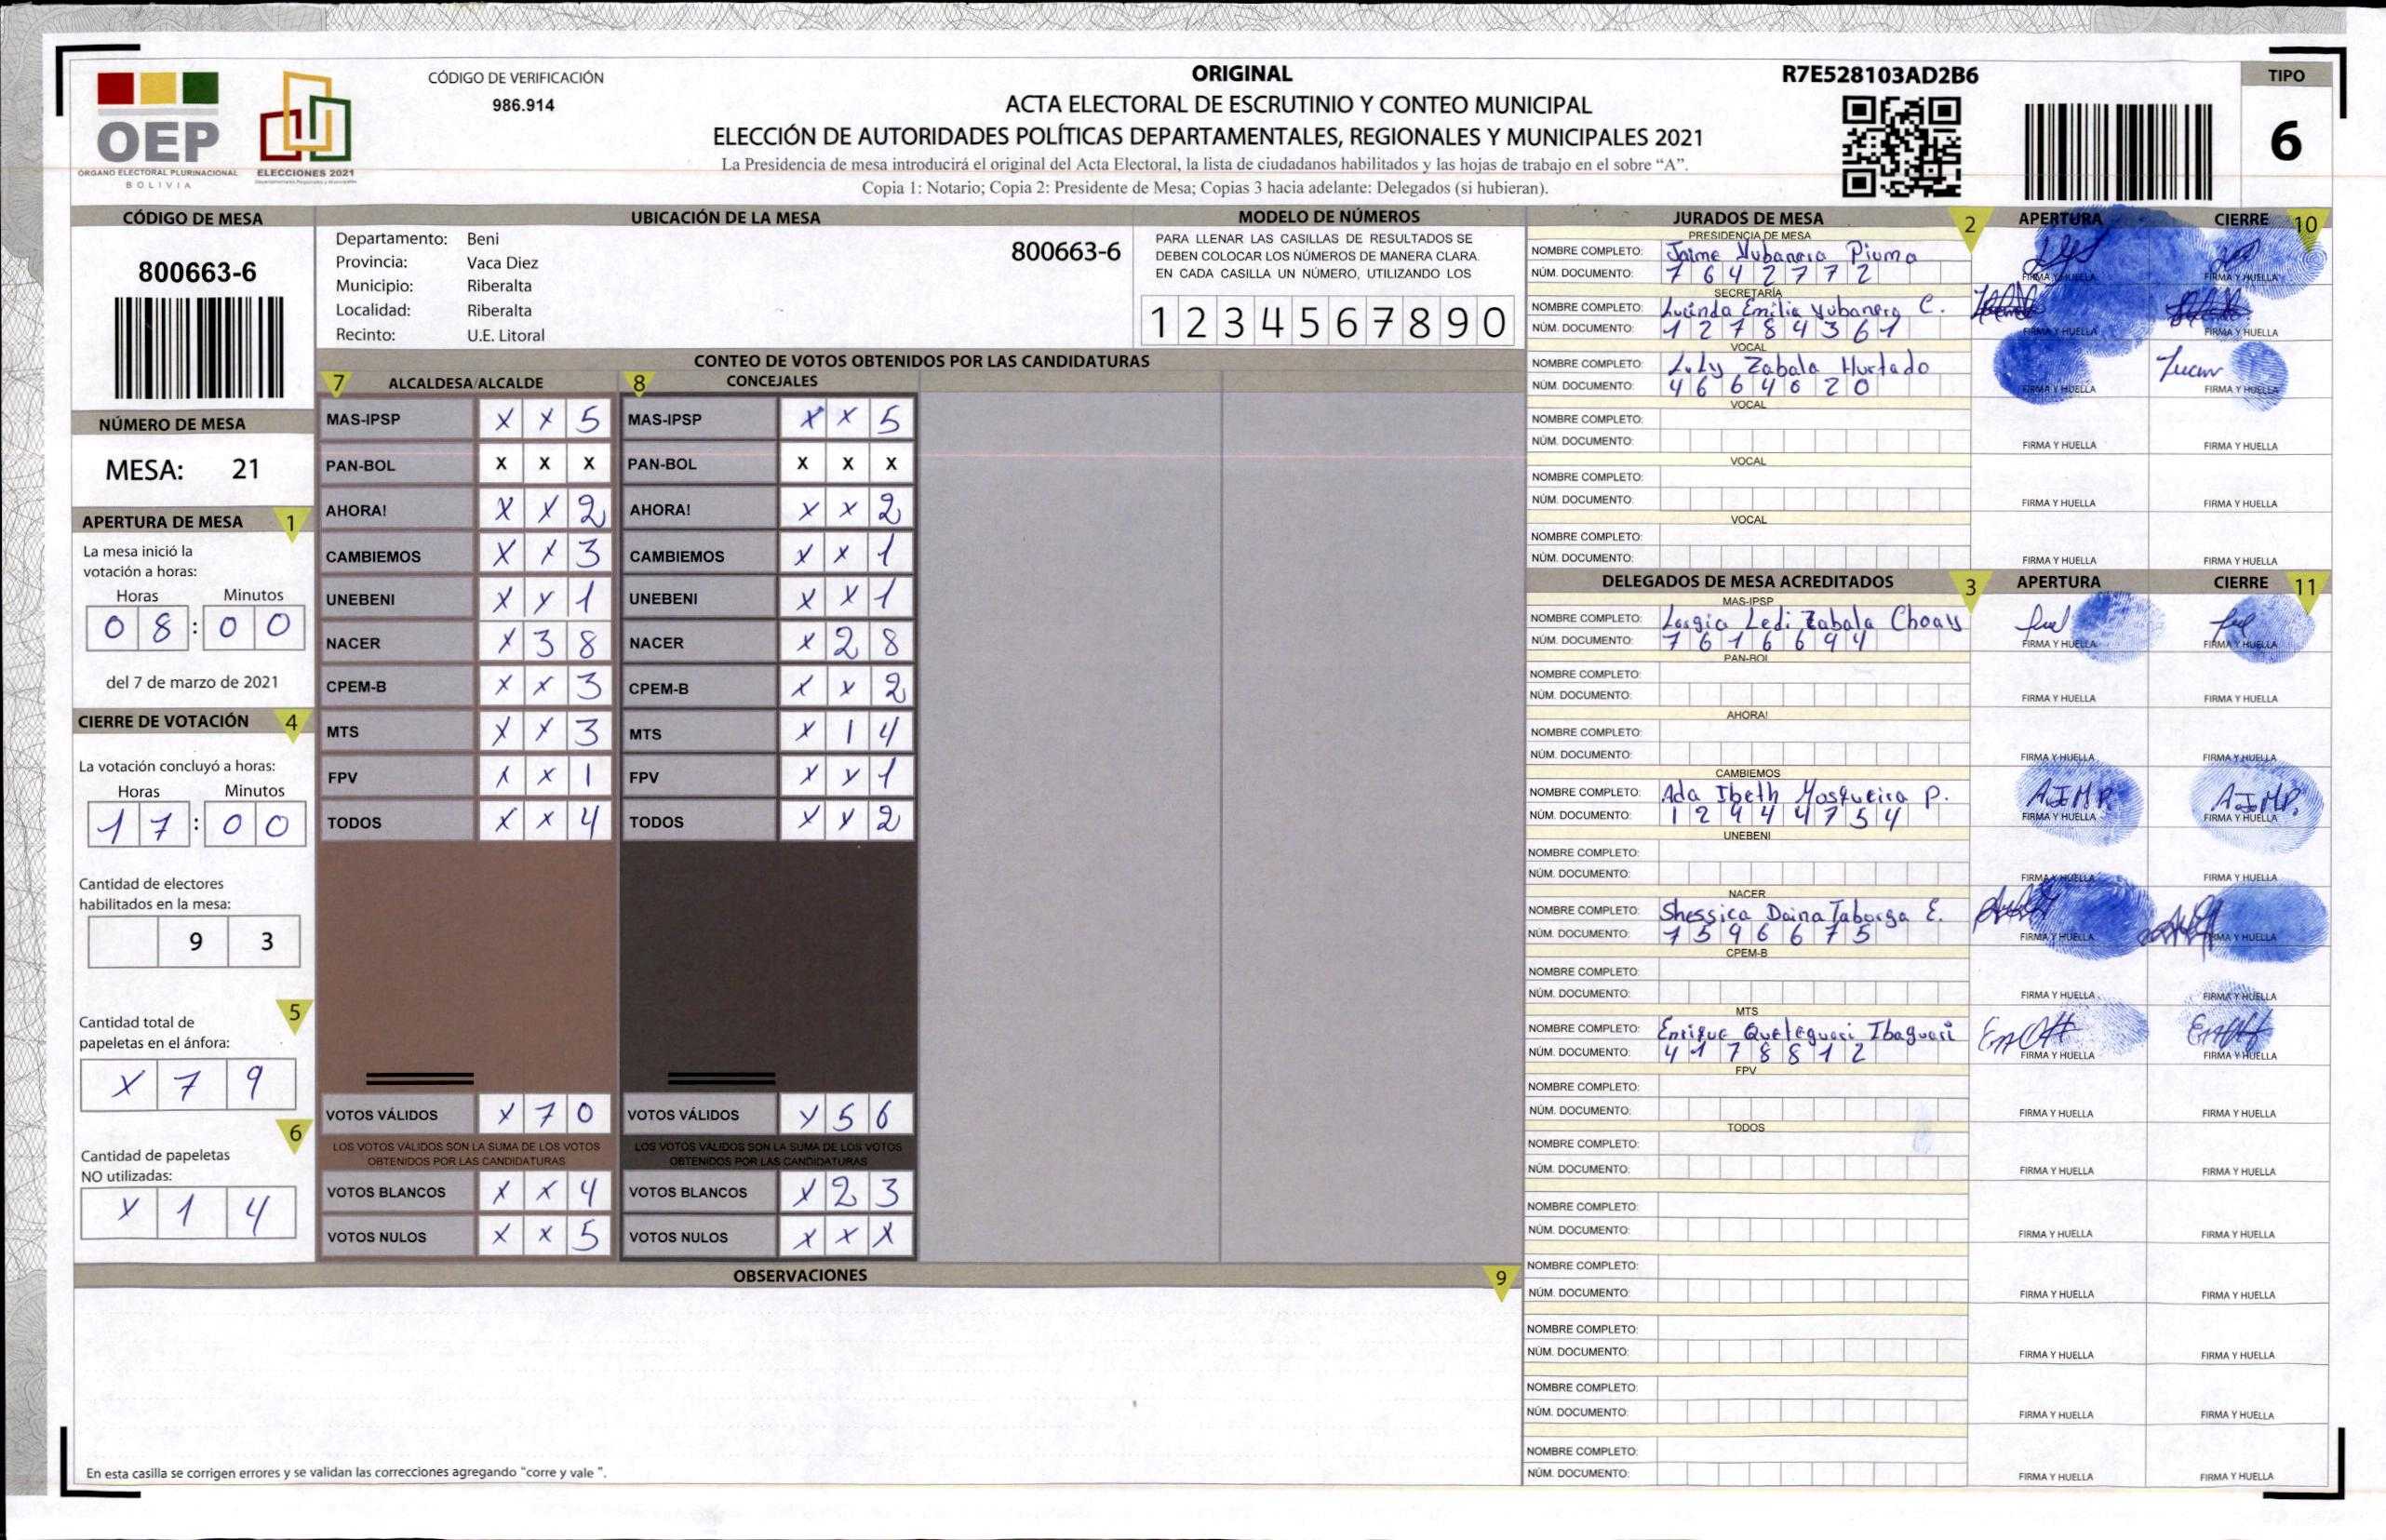 OEP
ÓRGANO ELECTORAL PLURINACIONAL
BOLIVIA
ELECCIONES 2021
CÓDIGO DE VERIFICACIÓN
986.914
ORIGINAL
ACTA ELECTORAL DE ESCRUTINIO Y CONTEO MUNICIPAL
ELECCIÓN DE AUTORIDADES POLÍTICAS DEPARTAMENTALES, REGIONALES Y MUNICIPALES 2021
La Presidencia de mesa introducirá el original del Acta Electoral, la lista de ciudadanos habilitados y las hojas de trabajo en el sobre “A”.
Copia 1: Notario; Copia 2: Presidente de Mesa; Copias 3 hacia adelante: Delegados (si hubieran).
R7E528103AD2B6
TIPO
6
CÓDIGO DE MESA
800663-6
NÚMERO DE MESA
MESA: 21
APERTURA DE MESA 1
La mesa inició la
votación a horas:
Horas Minutos
0 8 : 0 0
del 7 de marzo de 2021
CIERRE DE VOTACIÓN 4
La votación concluyó a horas:
Horas Minutos
1 7 : 0 0
Cantidad de electores
habilitados en la mesa:
9 3
5
Cantidad total de
papeletas en el ánfora:
X 7 9
6
Cantidad de papeletas
NO utilizadas:
X 1 4
UBICACIÓN DE LA MESA
Departamento: Beni
Provincia: Vaca Diez
Municipio: Riberalta
Localidad: Riberalta
Recinto: U.E. Litoral
800663-6
MODELO DE NÚMEROS
PARA LLENAR LAS CASILLAS DE RESULTADOS SE
DEBEN COLOCAR LOS NÚMEROS DE MANERA CLARA.
EN CADA CASILLA UN NÚMERO, UTILIZANDO LOS
1 2 3 4 5 6 7 8 9 0
CONTEO DE VOTOS OBTENIDOS POR LAS CANDIDATURAS
7 ALCALDESA/ALCALDE 8 CONCEJALES
MAS-IPSP X X 5 MAS-IPSP X X 5
PAN-BOL X X X PAN-BOL X X X
AHORA! X X 2 AHORA! X X 2
CAMBIEMOS X X 3 CAMBIEMOS X X 1
UNEBENI X X 1 UNEBENI X X 1
NACER X 3 8 NACER X 2 8
CPEM-B X X 3 CPEM-B X X 2
MTS X X 3 MTS X 1 4
FPV X X 1 FPV X X 1
TODOS X X 4 TODOS X X 2
VOTOS VÁLIDOS X 7 0 VOTOS VÁLIDOS X 5 6
LOS VOTOS VÁLIDOS SON LA SUMA DE LOS VOTOS LOS VOTOS VÁLIDOS SON LA SUMA DE LOS VOTOS
OBTENIDOS POR LAS CANDIDATURAS OBTENIDOS POR LAS CANDIDATURAS
VOTOS BLANCOS X X 4 VOTOS BLANCOS X 2 3
VOTOS NULOS X X 5 VOTOS NULOS X X X
OBSERVACIONES 9
En esta casilla se corrigen errores y se validan las correcciones agregando “corre y vale ”.
JURADOS DE MESA 2 APERTURA CIERRE 10
PRESIDENCIA DE MESA
NOMBRE COMPLETO: Jaime Yubanera Piuma
NÚM. DOCUMENTO: 7 6 4 2 7 7 2 FIRMA Y HUELLA FIRMA Y HUELLA
SECRETARÍA
NOMBRE COMPLETO: Lucinda Emilia Yubanera C.
NÚM. DOCUMENTO: 1 2 7 8 4 3 6 1 FIRMA Y HUELLA FIRMA Y HUELLA
VOCAL
NOMBRE COMPLETO: Luly Zabala Hurtado
NÚM. DOCUMENTO: 4 6 6 4 6 2 0 FIRMA Y HUELLA FIRMA Y HUELLA
VOCAL
NOMBRE COMPLETO:
NÚM. DOCUMENTO: FIRMA Y HUELLA FIRMA Y HUELLA
VOCAL
NOMBRE COMPLETO:
NÚM. DOCUMENTO: FIRMA Y HUELLA FIRMA Y HUELLA
VOCAL
NOMBRE COMPLETO:
NÚM. DOCUMENTO: FIRMA Y HUELLA FIRMA Y HUELLA
DELEGADOS DE MESA ACREDITADOS 3 APERTURA CIERRE 11
MAS-IPSP
NOMBRE COMPLETO: Ledi Zabala
NÚM. DOCUMENTO: 7 6 1 6 6 9 4 FIRMA Y HUELLA FIRMA Y HUELLA
PAN-BOL
NOMBRE COMPLETO:
NÚM. DOCUMENTO: FIRMA Y HUELLA FIRMA Y HUELLA
AHORA!
NOMBRE COMPLETO:
NÚM. DOCUMENTO: FIRMA Y HUELLA FIRMA Y HUELLA
CAMBIEMOS
NOMBRE COMPLETO: Ada Ibeth Mosqueira P. A.I.M.P. A.I.M.P.
NÚM. DOCUMENTO: 1 2 9 4 4 7 5 4 FIRMA Y HUELLA FIRMA Y HUELLA
UNEBENI
NOMBRE COMPLETO:
NÚM. DOCUMENTO: FIRMA Y HUELLA FIRMA Y HUELLA
NACER
NOMBRE COMPLETO: Shessica Daina Taborga E.
NÚM. DOCUMENTO: 7 5 9 6 6 7 5 FIRMA Y HUELLA FIRMA Y HUELLA
CPEM-B
NOMBRE COMPLETO:
NÚM. DOCUMENTO: FIRMA Y HUELLA FIRMA Y HUELLA
MTS
NOMBRE COMPLETO: Enrique Queteguari Ibaguari
NÚM. DOCUMENTO: 4 1 7 8 8 1 2 FIRMA Y HUELLA FIRMA Y HUELLA
FPV
NOMBRE COMPLETO:
NÚM. DOCUMENTO: FIRMA Y HUELLA FIRMA Y HUELLA
TODOS
NOMBRE COMPLETO:
NÚM. DOCUMENTO: FIRMA Y HUELLA FIRMA Y HUELLA
NOMBRE COMPLETO:
NÚM. DOCUMENTO: FIRMA Y HUELLA FIRMA Y HUELLA
NOMBRE COMPLETO:
NÚM. DOCUMENTO: FIRMA Y HUELLA FIRMA Y HUELLA
NOMBRE COMPLETO:
NÚM. DOCUMENTO: FIRMA Y HUELLA FIRMA Y HUELLA
NOMBRE COMPLETO:
NÚM. DOCUMENTO: FIRMA Y HUELLA FIRMA Y HUELLA
NOMBRE COMPLETO:
NÚM. DOCUMENTO: FIRMA Y HUELLA FIRMA Y HUELLA